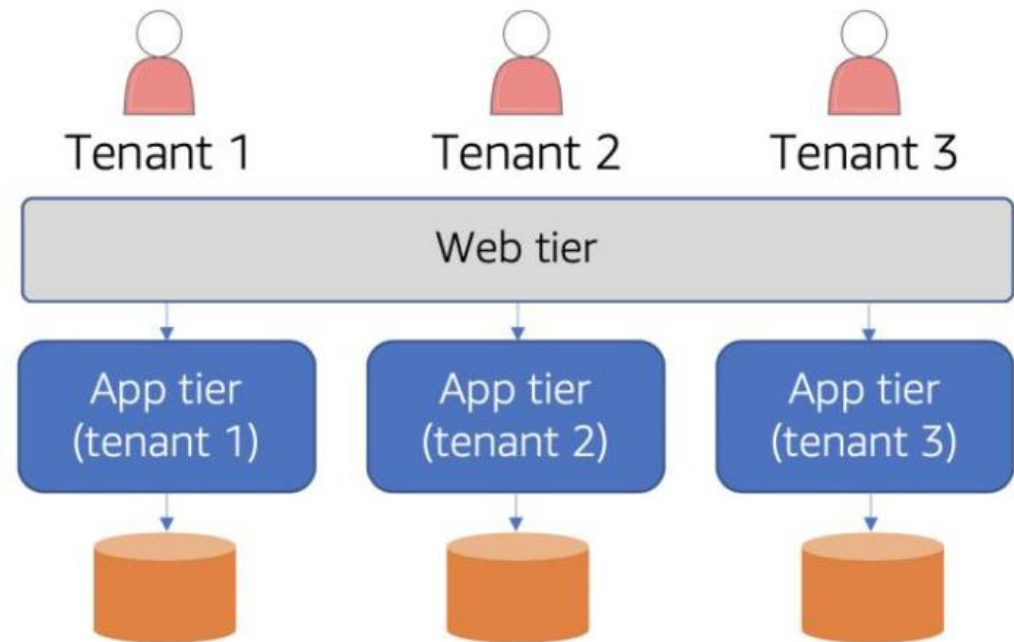 Tenant 1
Tenant 2
Tenant 3
Web tier
App tier
(tenant 1)
App tier
(tenant 2)
App tier
(tenant 3)